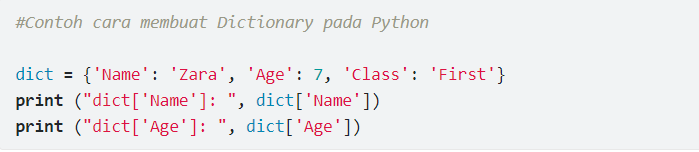 #Contoh cara membuat Dictionary pada Python
dict = {'Name': 'Zara', 'Age': 7, 'Class': 'First'}
print ("dict['Name']: ", dict['Name'])
print ("dict['Age']: ", dict['Age'])